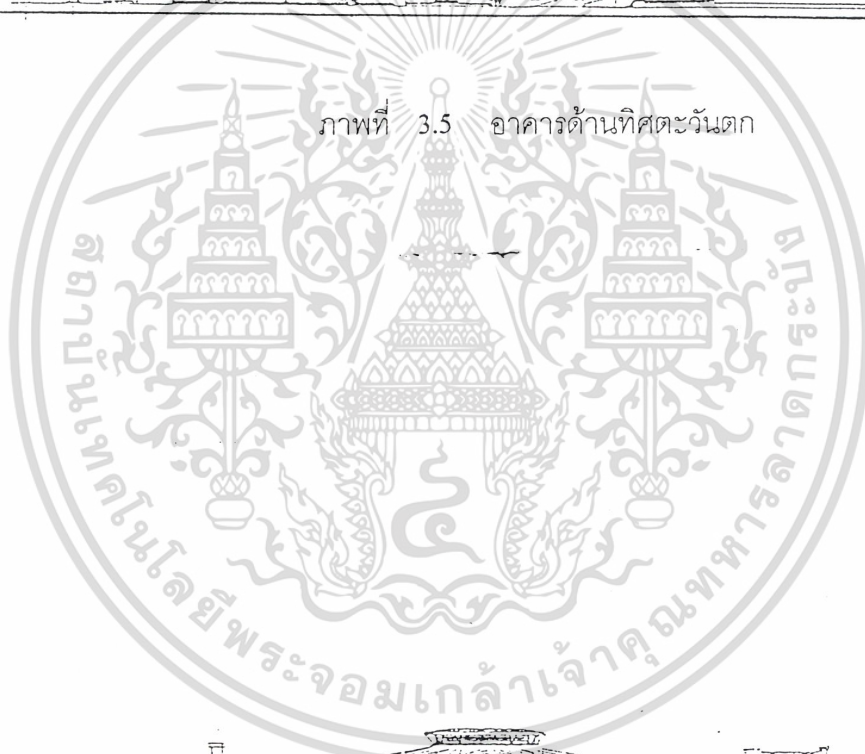 ภาพที่ 3.5 อาคารด้านทิศตะวันตก
๔
สถาบันเทคโนโลยีพระจอมเกล้าเจ้าคุณทหารลาดกระบัง